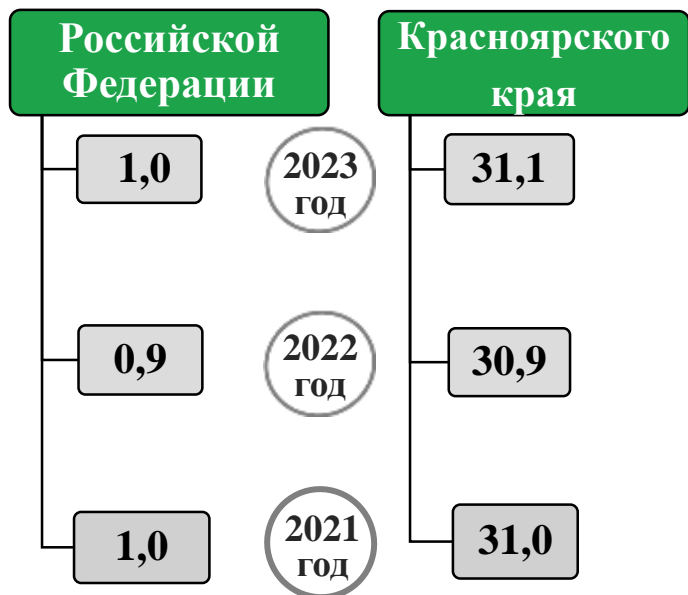 Российской
Федерации
Красноярского
края
1,0
2023
год
31,1
0,9
2022
год
30,9
1,0
2021
год
31,0